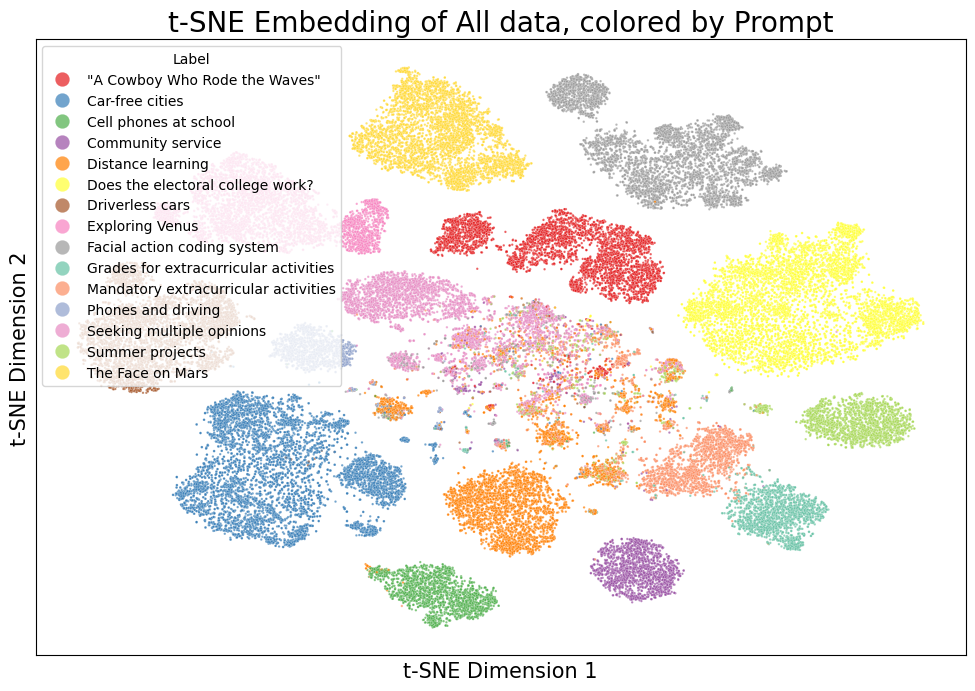 t-SNE Embedding of All data, colored by Prompt
Label
"A Cowboy Who Rode the Waves"
Car-free cities
Cell phones at school
Community service
Distance learning
Does the electoral college work?
Driverless cars
Exploring Venus
Facial action coding system
Grades for extracurricular activities
Mandatory extracurricular activities
Phones and driving
Seeking multiple opinions
Summer projects
The Face on Mars
t-SNE Dimension 2
t-SNE Dimension 1